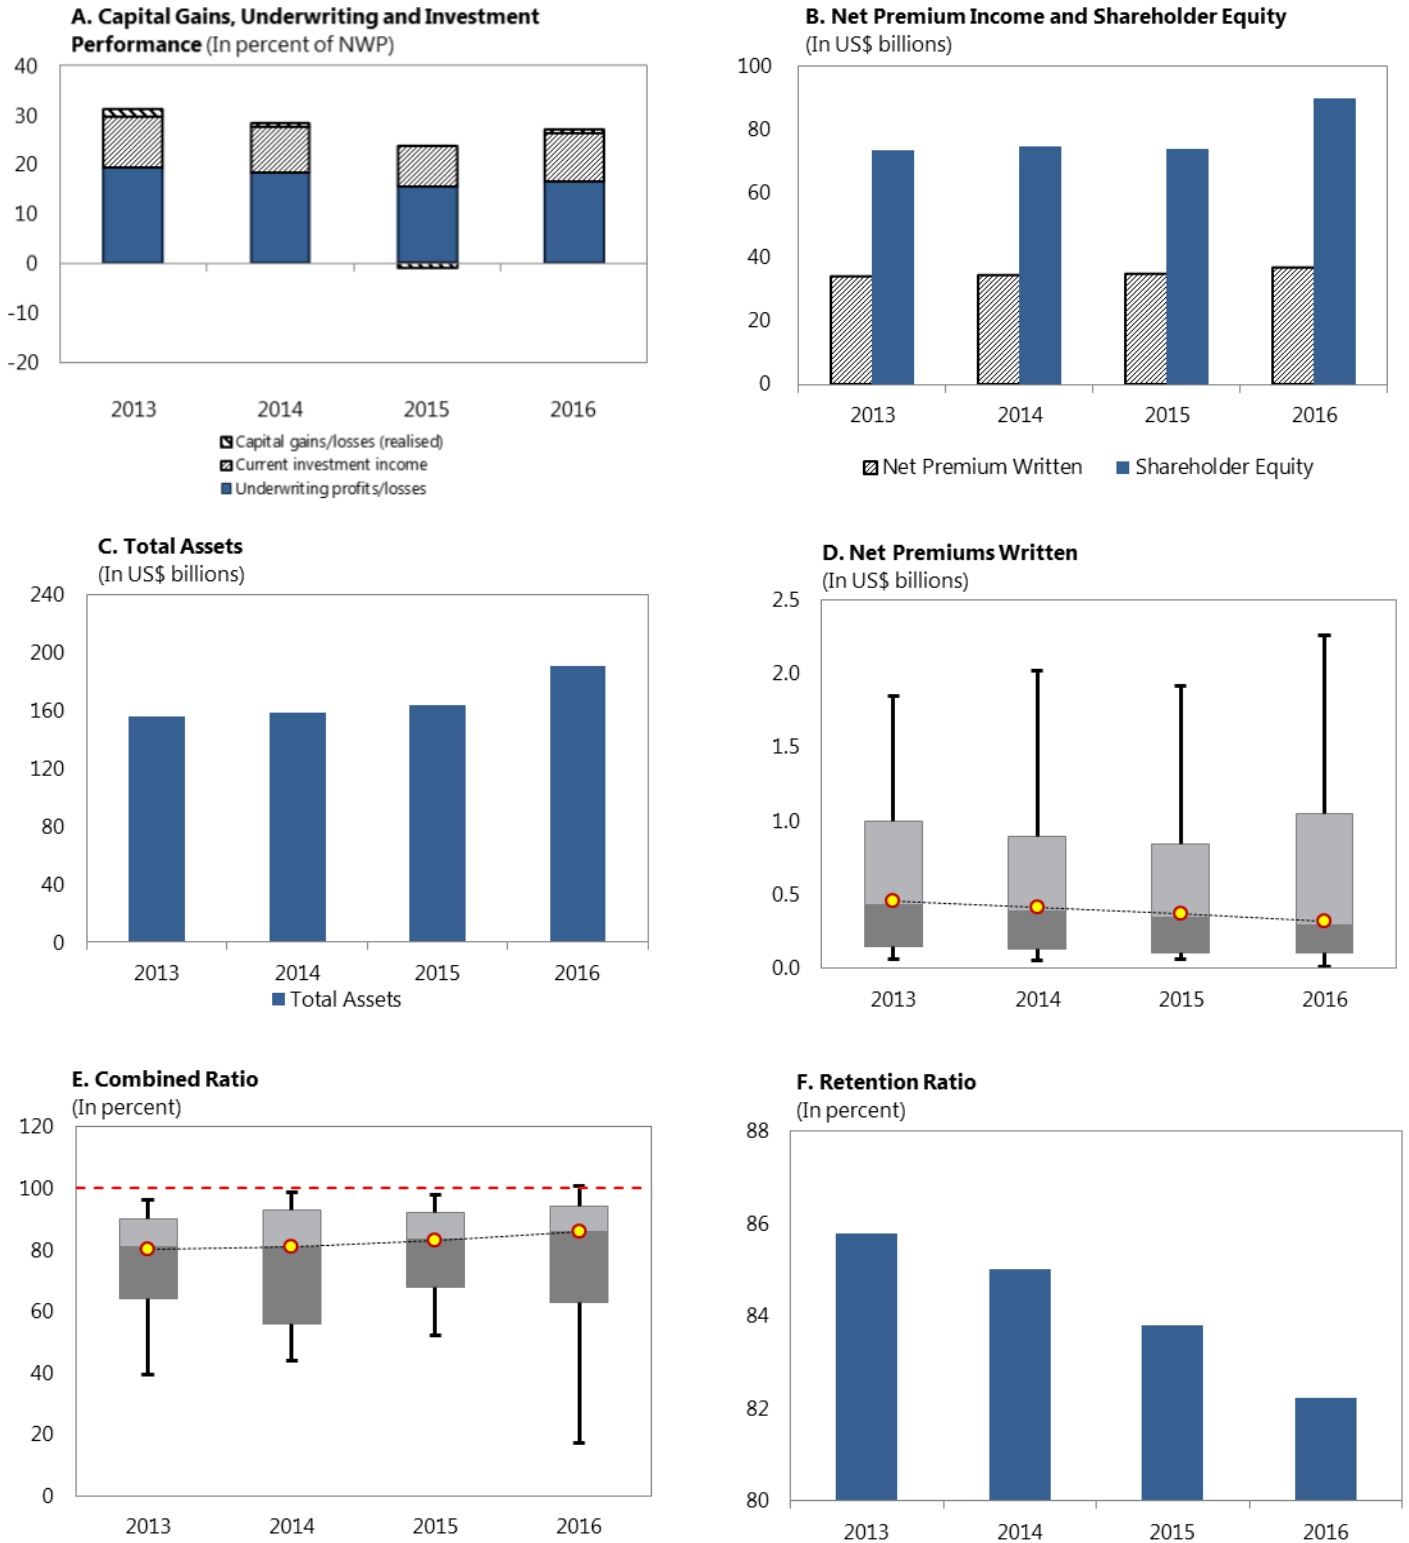 A. Capital Gains, Underwriting and Investment
Performance (In percent of NWP)
40
30
20
10
0
-10
-20
2013 2014 2015 2016
Capital gains/losses (realised)
Current investment income
Underwriting profits/losses
B. Net Premium Income and Shareholder Equity
(In US$ billions)
100
80
60
40
20
0
2013 2014 2015 2016
Net Premium Written Shareholder Equity
C. Total Assets
(In US$ billions)
240
200
160
120
80
40
0
2013 2014 2015 2016
Total Assets
D. Net Premiums Written
(In US$ billions)
2.5
2.0
1.5
1.0
0.5
0.0
2013 2014 2015 2016
E. Combined Ratio
(In percent)
120
100
80
60
40
20
0
2013 2014 2015 2016
F. Retention Ratio
(In percent)
88
86
84
82
80
2013 2014 2015 2016